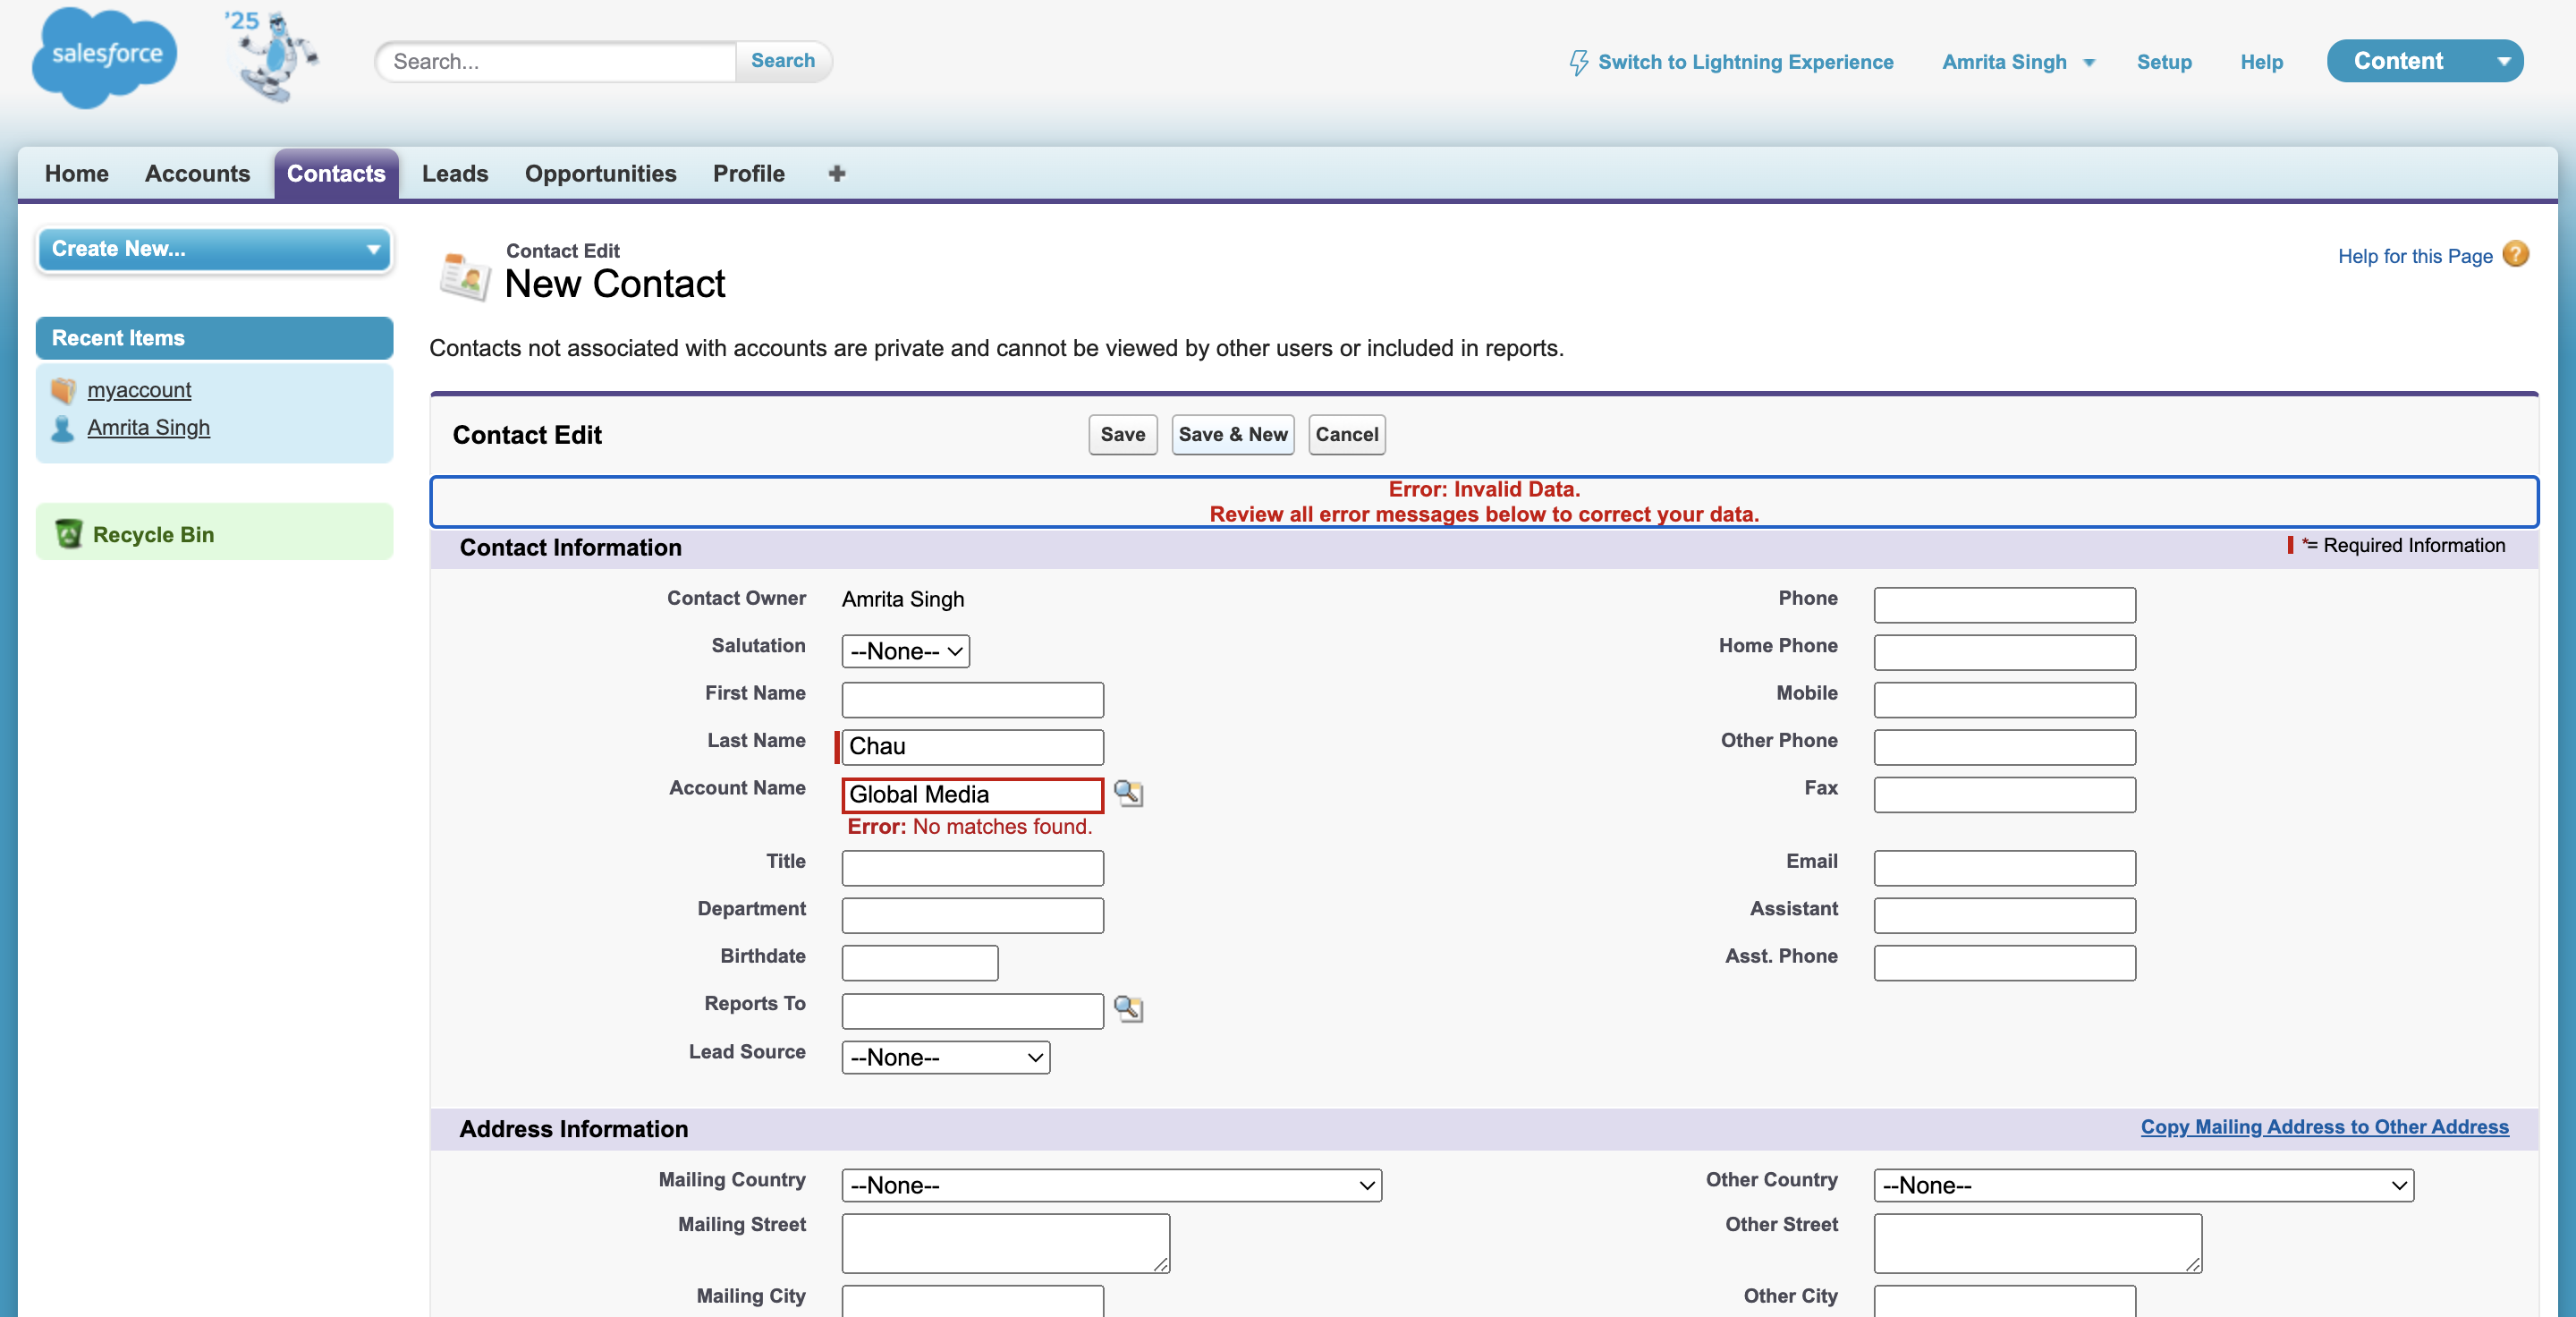 salesforce
'25
Search...
Search
Switch to Lightning Experience
Amrita Singh
Setup
Help
Content
Home
Accounts
Contacts
Leads
Opportunities
Profile
Create New...
Recent Items
myaccount
Amrita Singh
Recycle Bin
Contact Edit
New Contact
Help for this Page
Contacts not associated with accounts are private and cannot be viewed by other users or included in reports.
Contact Edit
Save
Save & New
Cancel
Error: Invalid Data.
Review all error messages below to correct your data.
Contact Information
*= Required Information
Contact Owner
Amrita Singh
Phone
Salutation
--None--
Home Phone
First Name
Mobile
Last Name
Chau
Other Phone
Account Name
Global Media
Error: No matches found.
Fax
Title
Email
Department
Assistant
Birthdate
Asst. Phone
Reports To
Lead Source
--None--
Address Information
Copy Mailing Address to Other Address
Mailing Country
--None--
Other Country
--None--
Mailing Street
Other Street
Mailing City
Other City